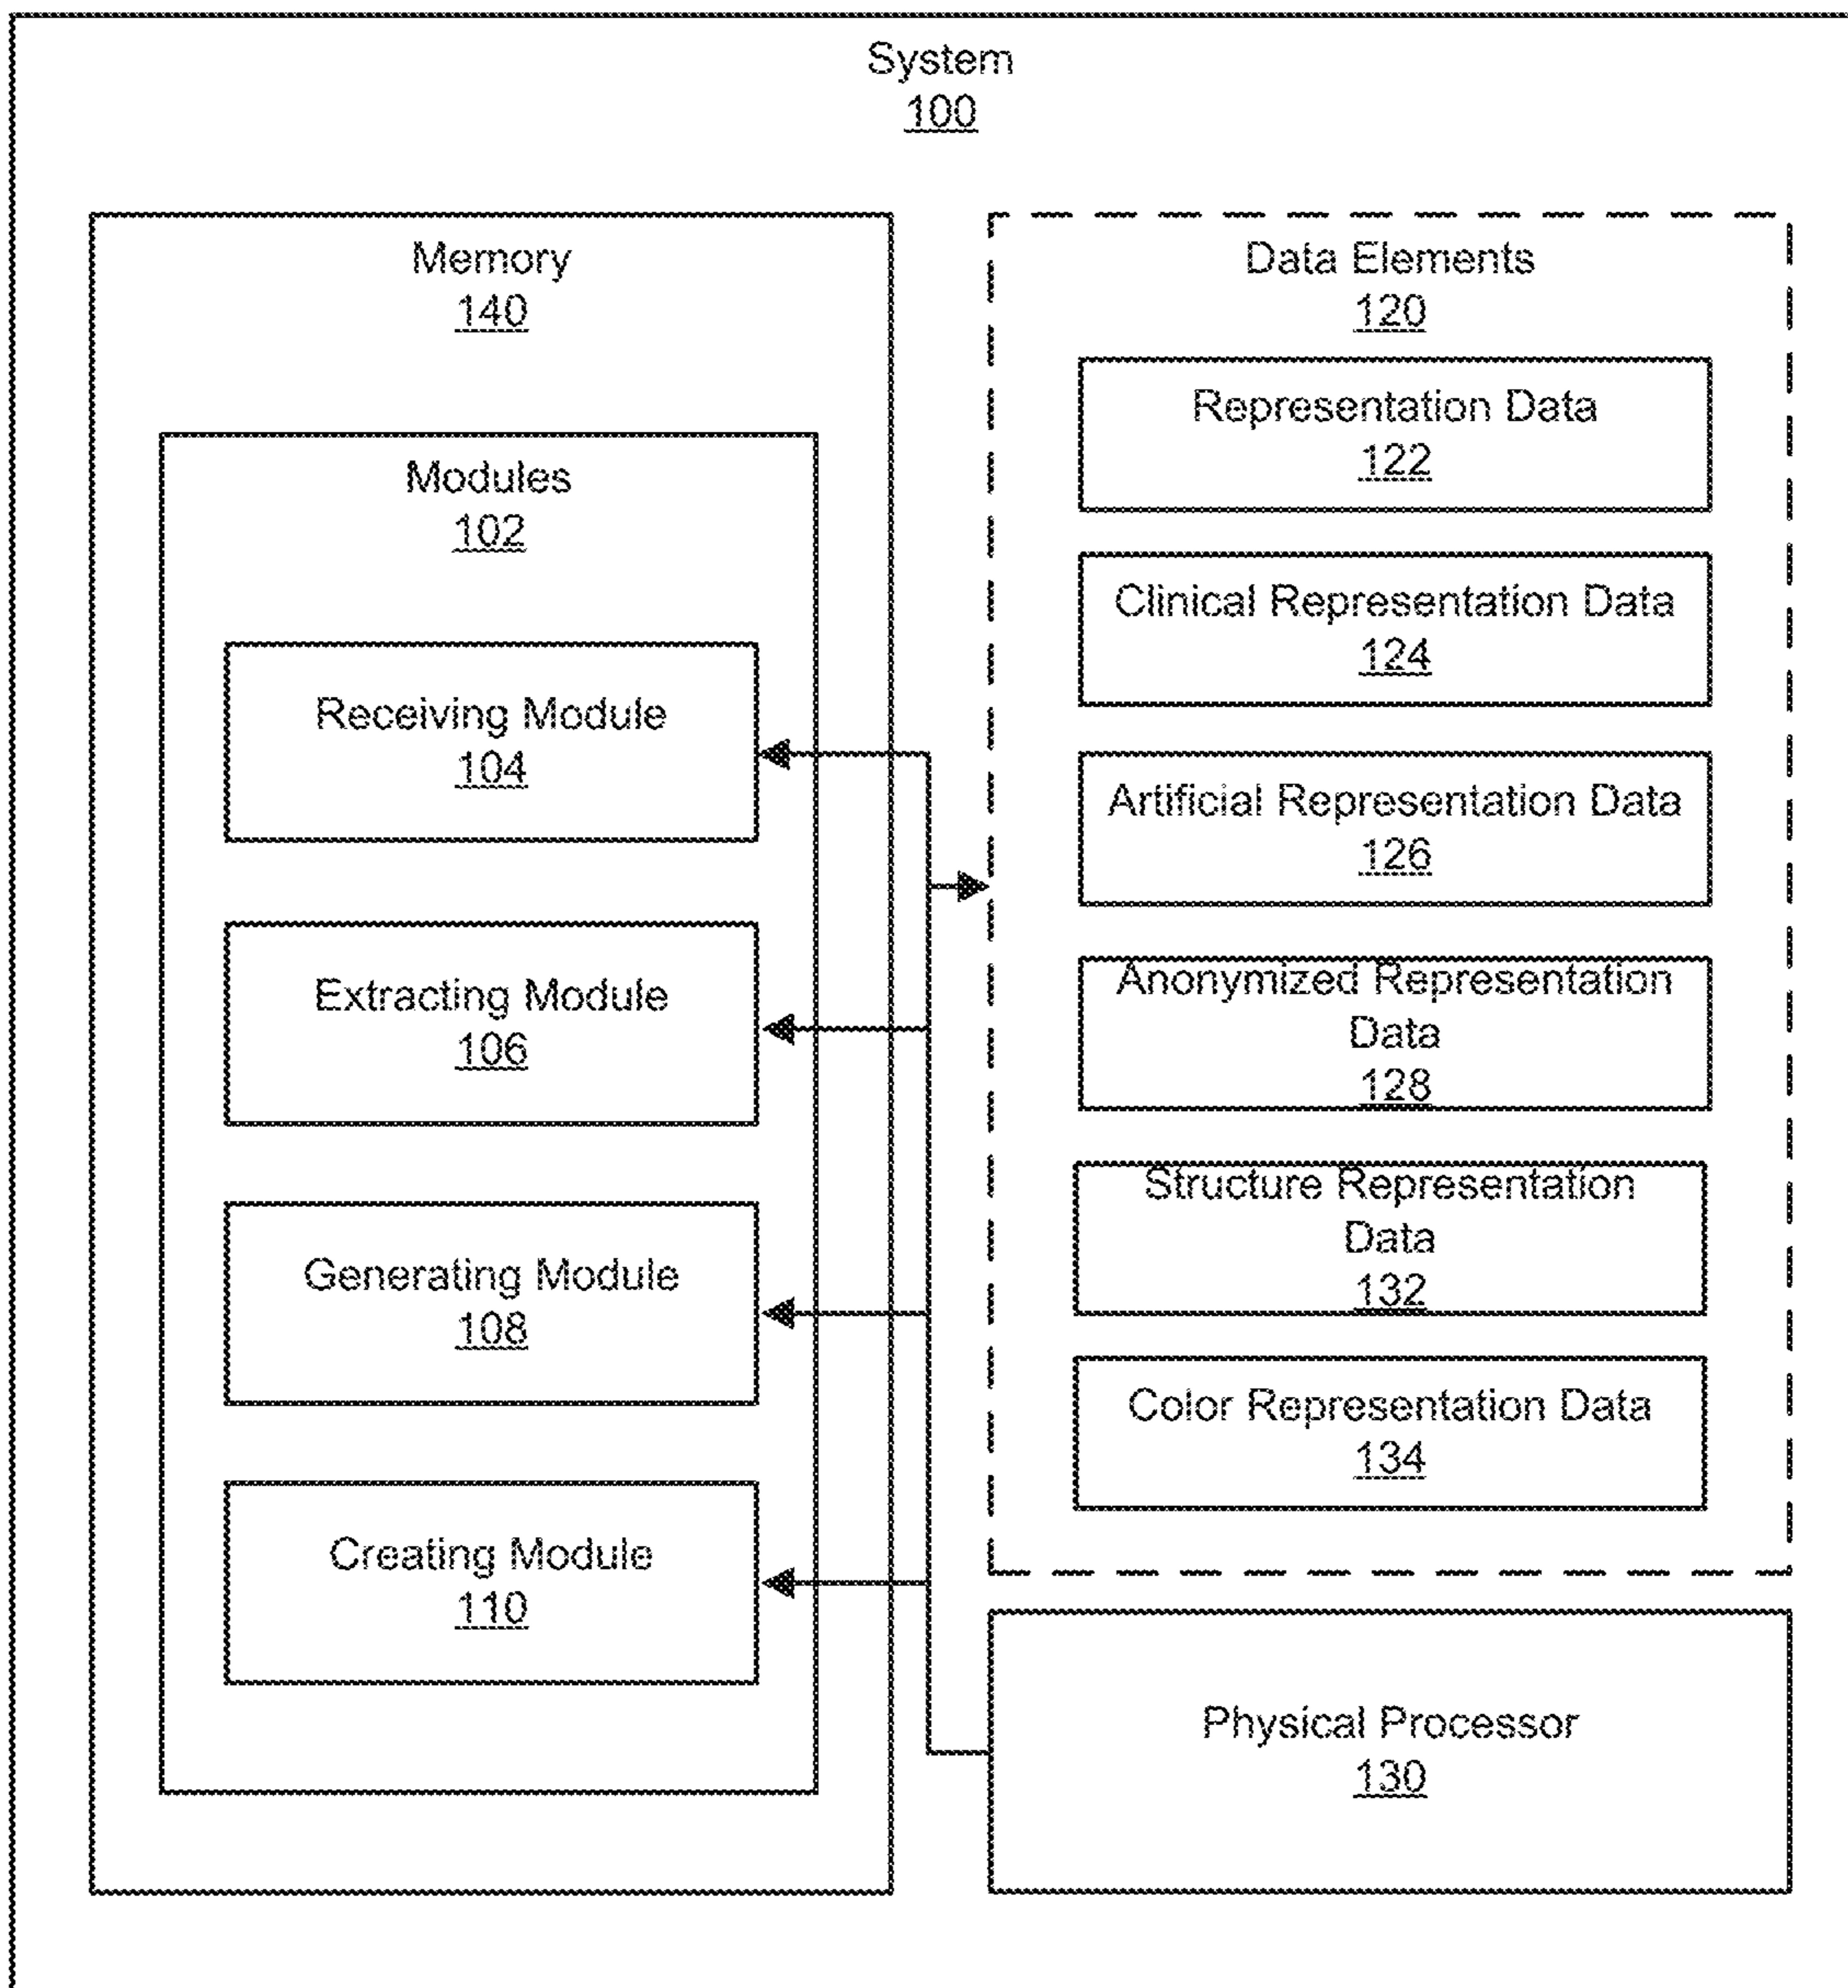 System
100
Memory
140
Modules
102
Receiving Module
104
Extracting Module
106
Generating Module
108
Creating Module
110
Data Elements
120
Representation Data
122
Clinical Representation Data
124
Artificial Representation Data
126
Anonymized Representation
Data
128
Structure Representation
Data
132
Color Representation Data
134
Physical Processor
130